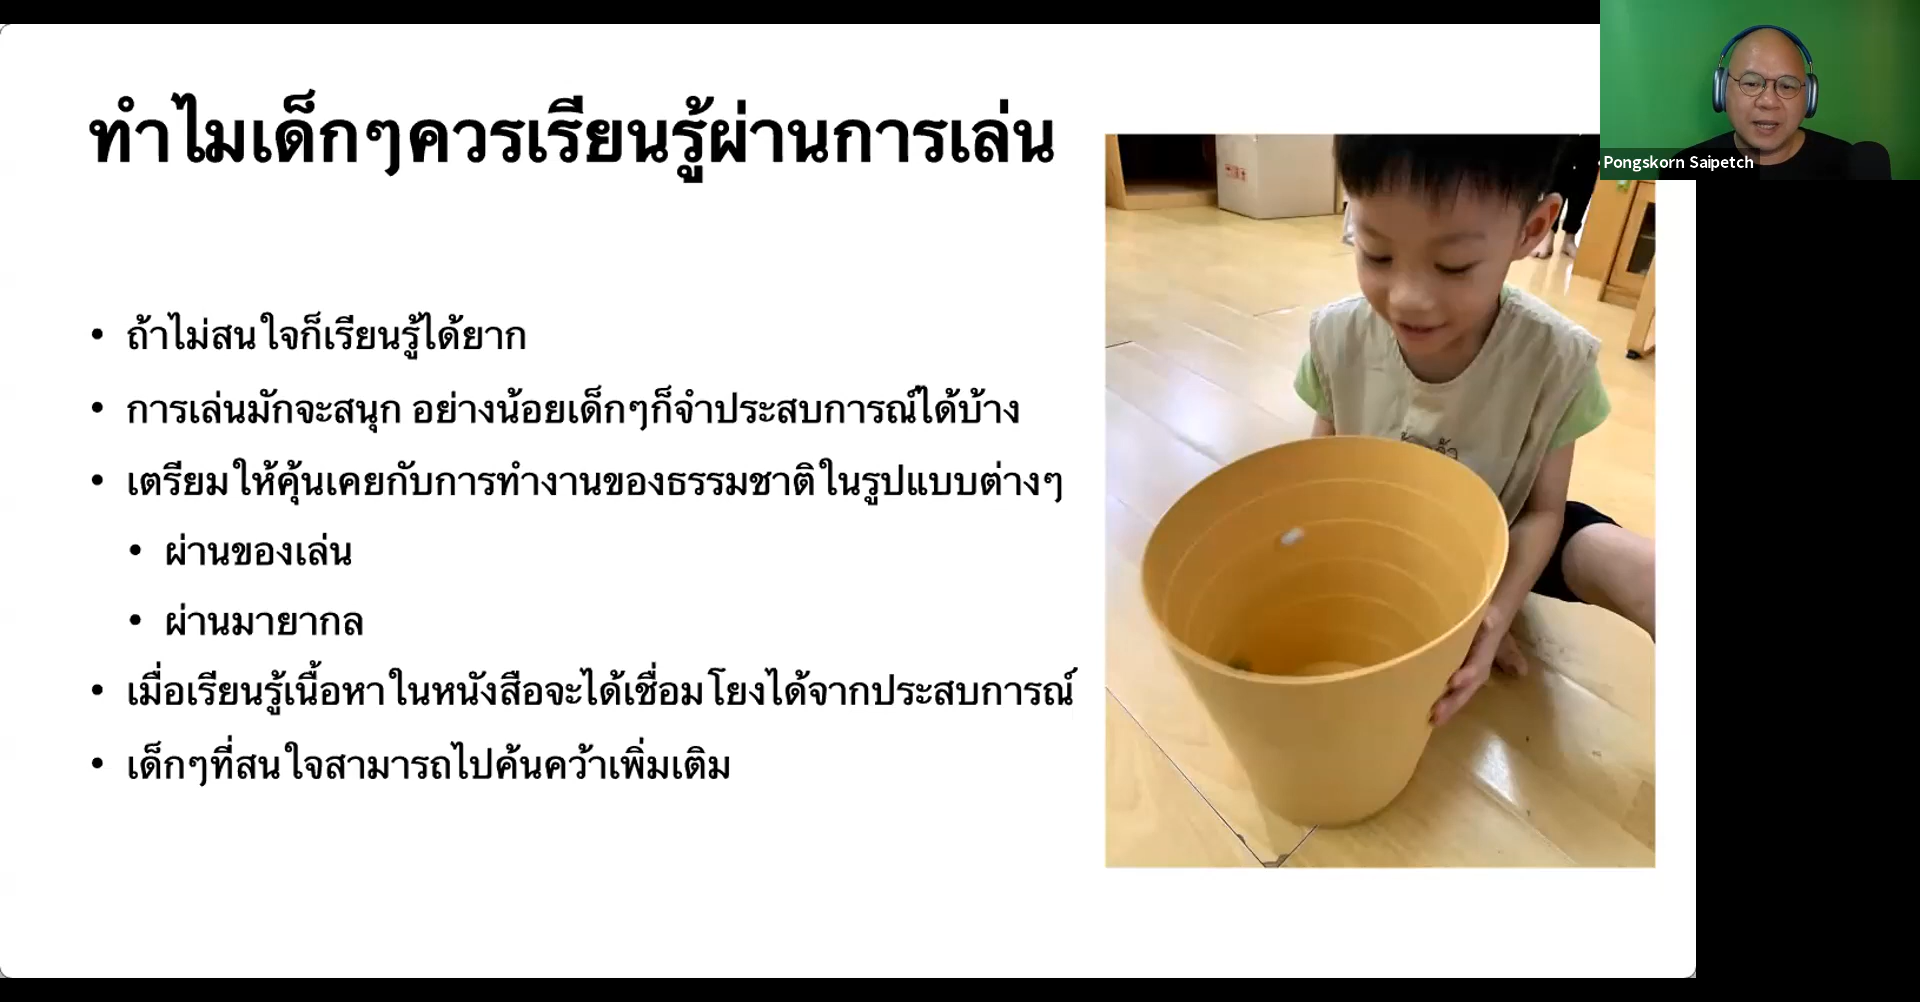 ทำไมเด็กๆควรเรียนรู้ผ่านการเล่น
Pongskorn Saipetch
• ถ้าไม่สนใจก็เรียนรู้ได้ยาก
• การเล่นมักจะสนุก อย่างน้อยเด็กๆก็จำประสบการณ์ได้บ้าง
• เตรียมให้คุ้นเคยกับการทำงานของธรรมชาติในรูปแบบต่างๆ
• ผ่านของเล่น
• ผ่านมายากล
• เมื่อเรียนรู้เนื้อหาในหนังสือจะได้เชื่อมโยงได้จากประสบการณ์
• เด็กๆที่สนใจสามารถไปค้นคว้าเพิ่มเติม